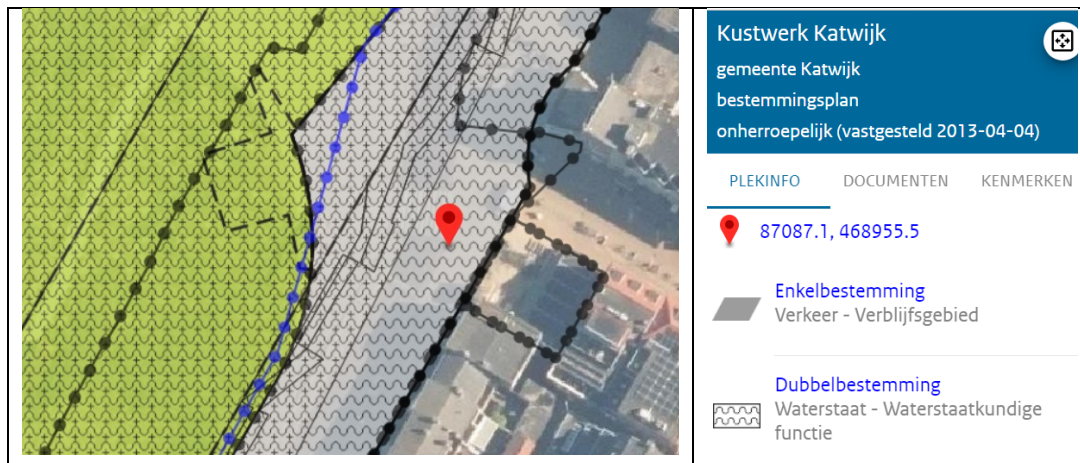 Kustwerk Katwijk
gemeente Katwijk
bestemmingsplan
onherroepelijk (vastgesteld 2013-04-04)
PLEKINFO DOCUMENTEN KENMERKEN
87087.1, 468955.5
Enkelbestemming
Verkeer - Verblijfsgebied
Dubbelbestemming
Waterstaat - Waterstaatkundige
functie